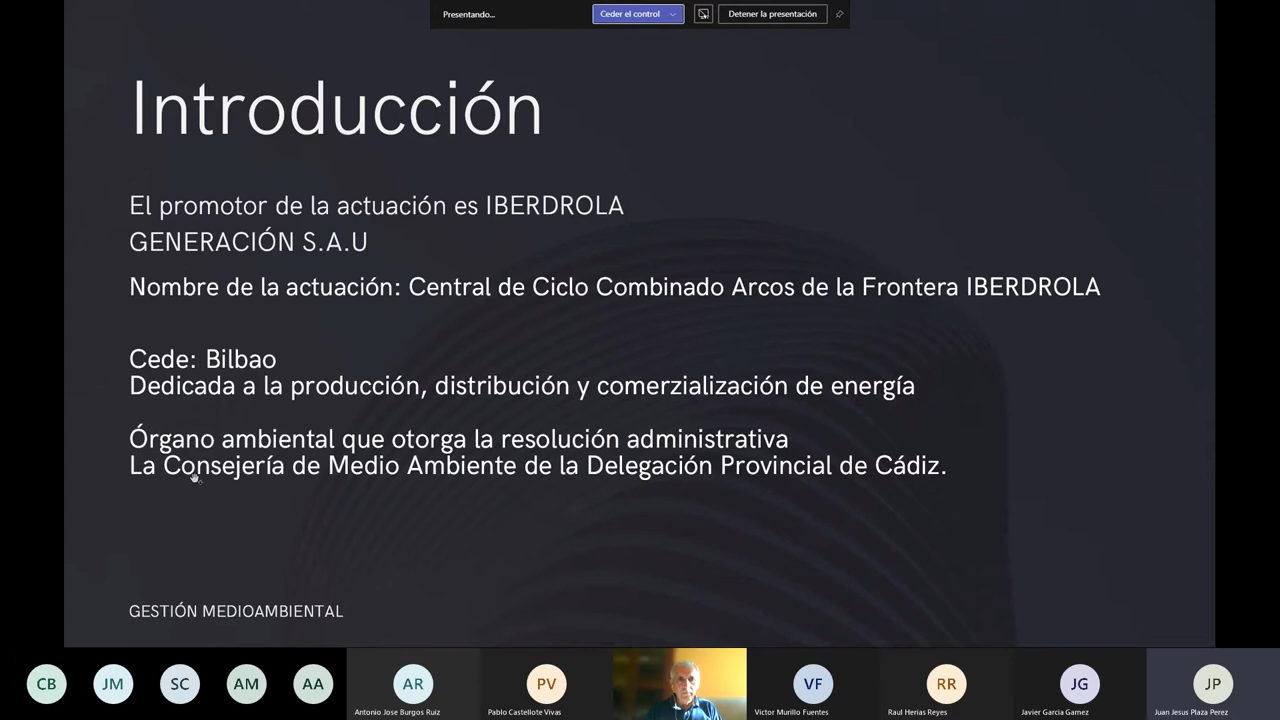 Presentando...
Ceder el control
Detener la presentación
Introducción
El promotor de la actuación es IBERDROLA
GENERACIÓN S.A.U
Nombre de la actuación: Central de Ciclo Combinado Arcos de la Frontera IBERDROLA
Cede: Bilbao
Dedicada a la producción, distribución y comerzialización de energía
Órgano ambiental que otorga la resolución administrativa
La Consejería de Medio Ambiente de la Delegación Provincial de Cádiz.
GESTIÓN MEDIOAMBIENTAL
CB
JM
SC
AM
AA
AR
PV
VF
RR
JG
JP
Antonio Jose Burgos Ruiz
Pablo Castellote Vivas
Victor Murillo Fuentes
Raul Herias Reyes
Javier Garcia Gamez
Juan Jesus Plaza Perez